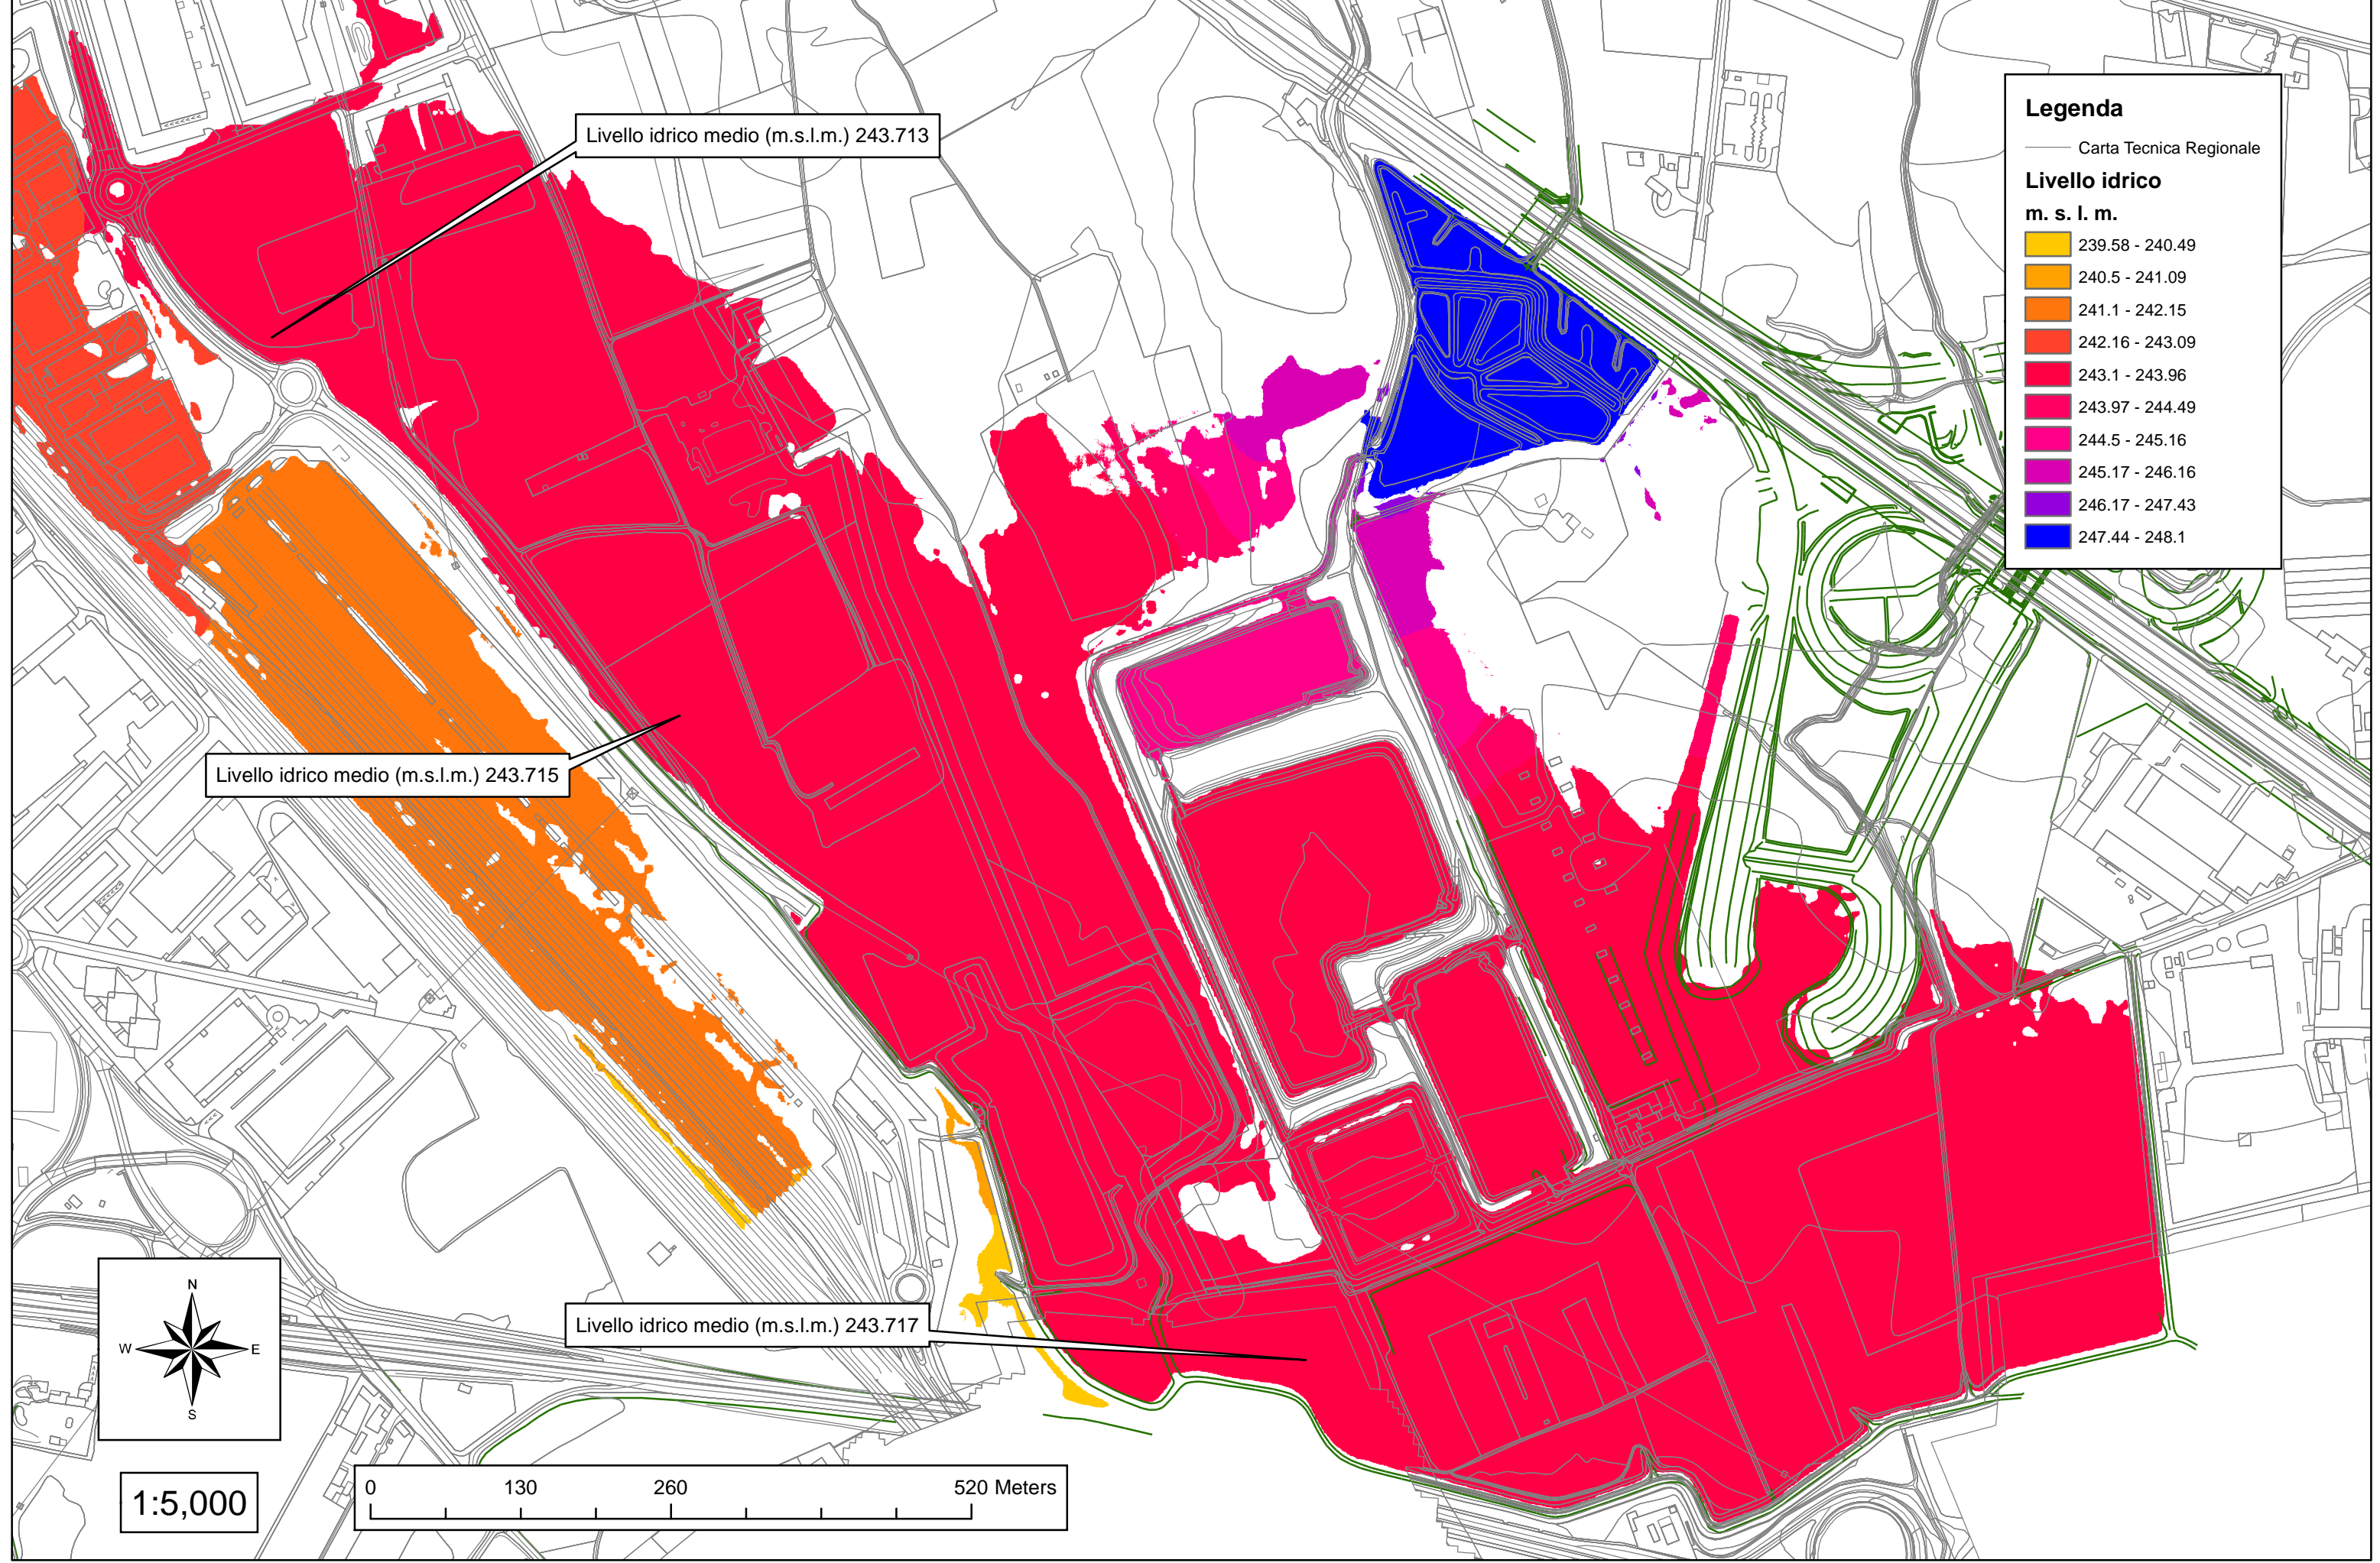 Livello idrico medio (m.s.l.m.) 243.713
Legenda
Carta Tecnica Regionale
Livello idrico
m. s. l. m.
239.58 - 240.49
240.5 - 241.09
241.1 - 242.15
242.16 - 243.09
243.1 - 243.96
243.97 - 244.49
244.5 - 245.16
245.17 - 246.16
246.17 - 247.43
247.44 - 248.1
Livello idrico medio (m.s.l.m.) 243.715
Livello idrico medio (m.s.l.m.) 243.717
N
W E
S
1:5,000
0 130 260 520 Meters